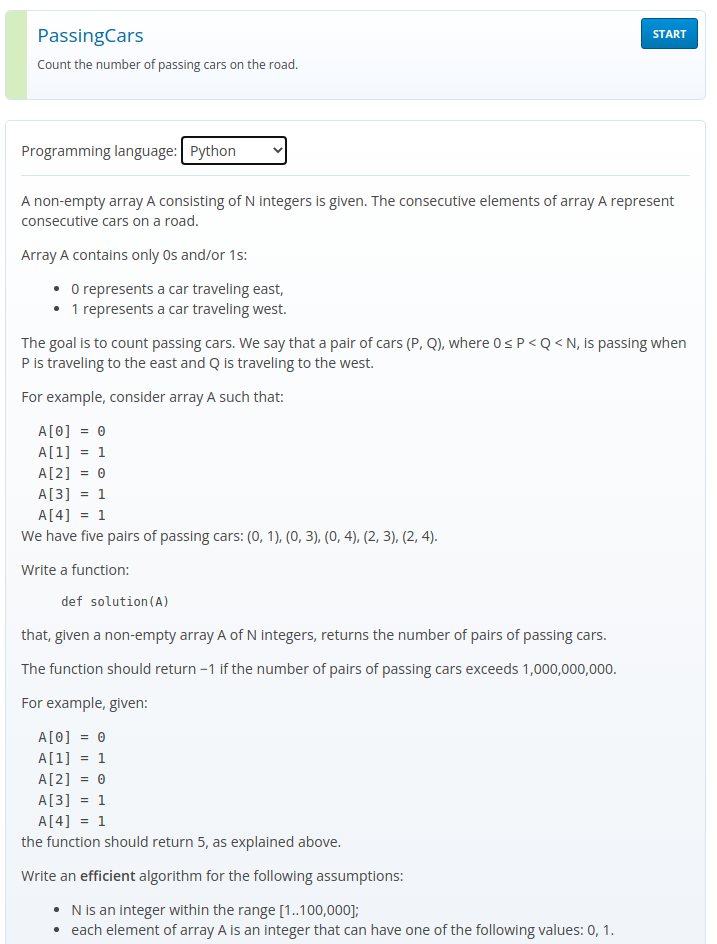 PassingCars
START
Count the number of passing cars on the road.
Programming language: Python
A non-empty array A consisting of N integers is given. The consecutive elements of array A represent
consecutive cars on a road.
Array A contains only 0s and/or 1s:
• 0 represents a car traveling east,
• 1 represents a car traveling west.
The goal is to count passing cars. We say that a pair of cars (P, Q), where 0 ≤ P < Q < N, is passing when
P is traveling to the east and Q is traveling to the west.
For example, consider array A such that:
A[0] = 0
A[1] = 1
A[2] = 0
A[3] = 1
A[4] = 1
We have five pairs of passing cars: (0, 1), (0, 3), (0, 4), (2, 3), (2, 4).
Write a function:
def solution(A)
that, given a non-empty array A of N integers, returns the number of pairs of passing cars.
The function should return −1 if the number of pairs of passing cars exceeds 1,000,000,000.
For example, given:
A[0] = 0
A[1] = 1
A[2] = 0
A[3] = 1
A[4] = 1
the function should return 5, as explained above.
Write an efficient algorithm for the following assumptions:
• N is an integer within the range [1..100,000];
• each element of array A is an integer that can have one of the following values: 0, 1.